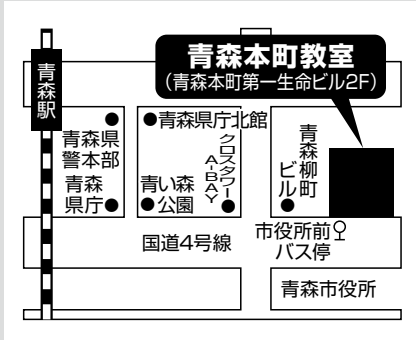 青森本町教室
(青森本町第一生命ビル2F)
青森駅
青森県
警本部
青森
県庁
青森県庁北館
青い森
公園
クロスタワー
A-BAY
青森柳町
ビル
市役所前
バス停
国道4号線
青森市役所